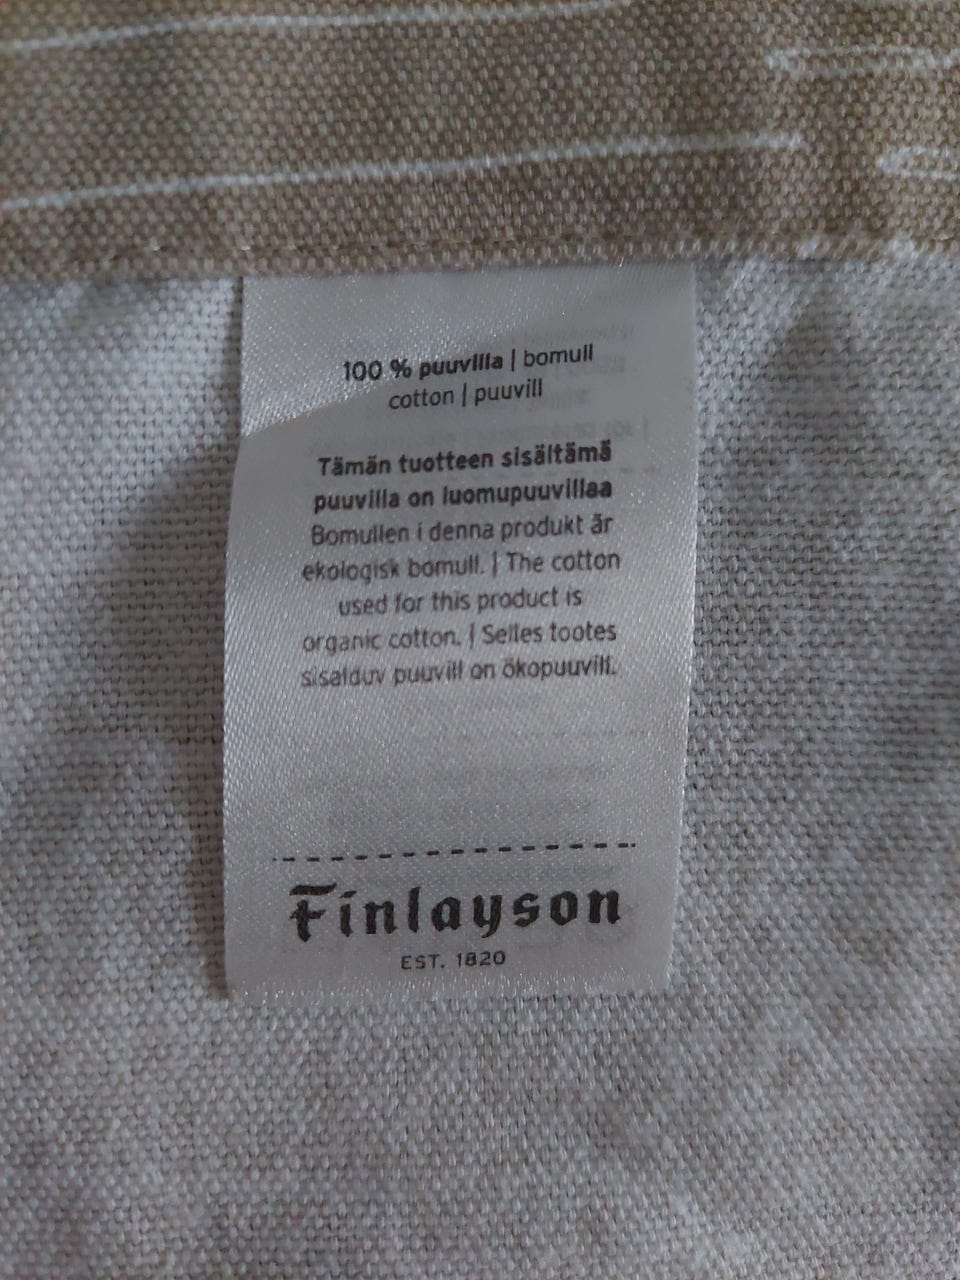 100 % puuvilla | bomull
cotton | puuvill
Tämän tuotteen sisältämä
puuvilla on luomupuuvillaa
Bomullen i denna produkt är
ekologisk bomull. | The cotton
used for this product is
organic cotton. | Selles tootes
sisalduv puuvill on ökopuuvill.
Finlayson
EST. 1820